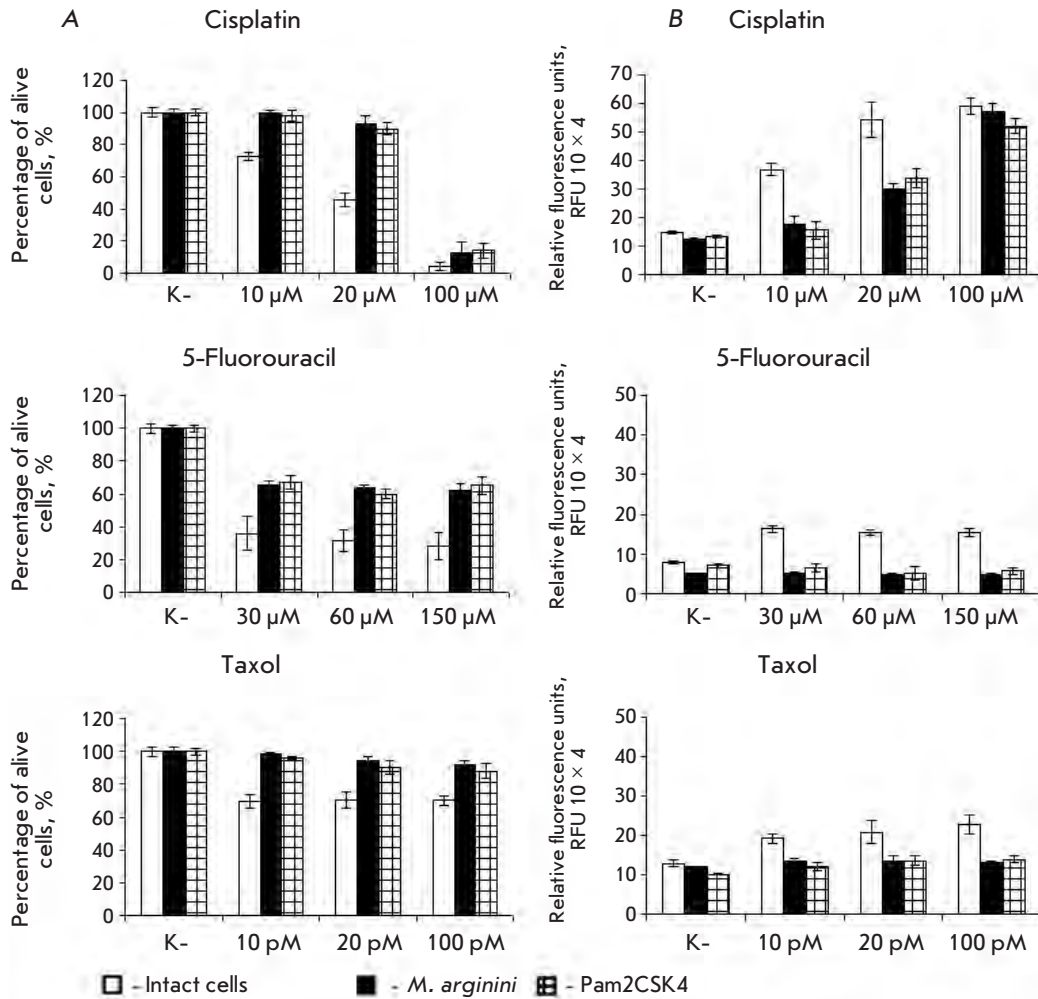 A
Cisplatin
Percentage of alive
cells, %
120
100
80
60
40
20
0
K-
10 µM
20 µM
100 µM
B
Cisplatin
Relative fluorescence units,
RFU 10 × 4
70
60
50
40
30
20
10
0
K-
10 µM
20 µM
100 µM
5-Fluorouracil
Percentage of alive
cells, %
120
100
80
60
40
20
0
K-
30 µM
60 µM
150 µM
5-Fluorouracil
Relative fluorescence units,
RFU 10 × 4
50
40
30
20
10
0
K-
30 µM
60 µM
150 µM
Taxol
Percentage of alive
cells, %
120
100
80
60
40
20
0
K-
10 pM
20 pM
100 pM
Taxol
Relative fluorescence units,
RFU 10 × 4
50
40
30
20
10
0
K-
10 pM
20 pM
100 pM
- Intact cells
- M. arginini
- Pam2CSK4